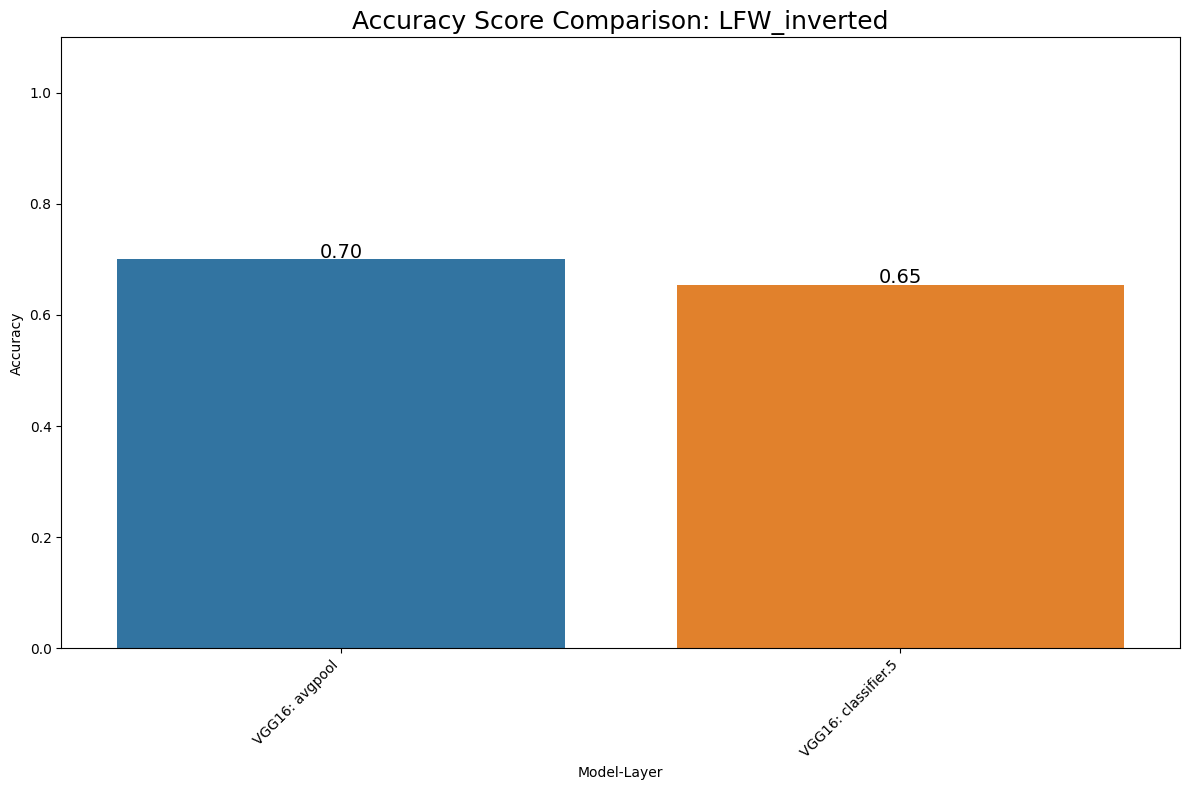 Accuracy Score Comparison: LFW_inverted
Accuracy
1.0
0.8
0.6
0.4
0.2
0.0
0.70
0.65
VGG16: avgpool
VGG16: classifier.5
Model-Layer